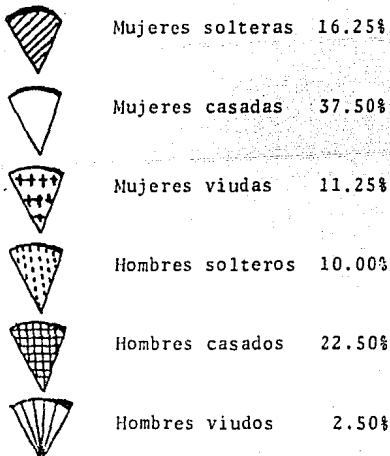 Mujeres solteras 16.25%
Mujeres casadas 37.50%
Mujeres viudas 11.25%
Hombres solteros 10.00%
Hombres casados 22.50%
Hombres viudos 2.50%